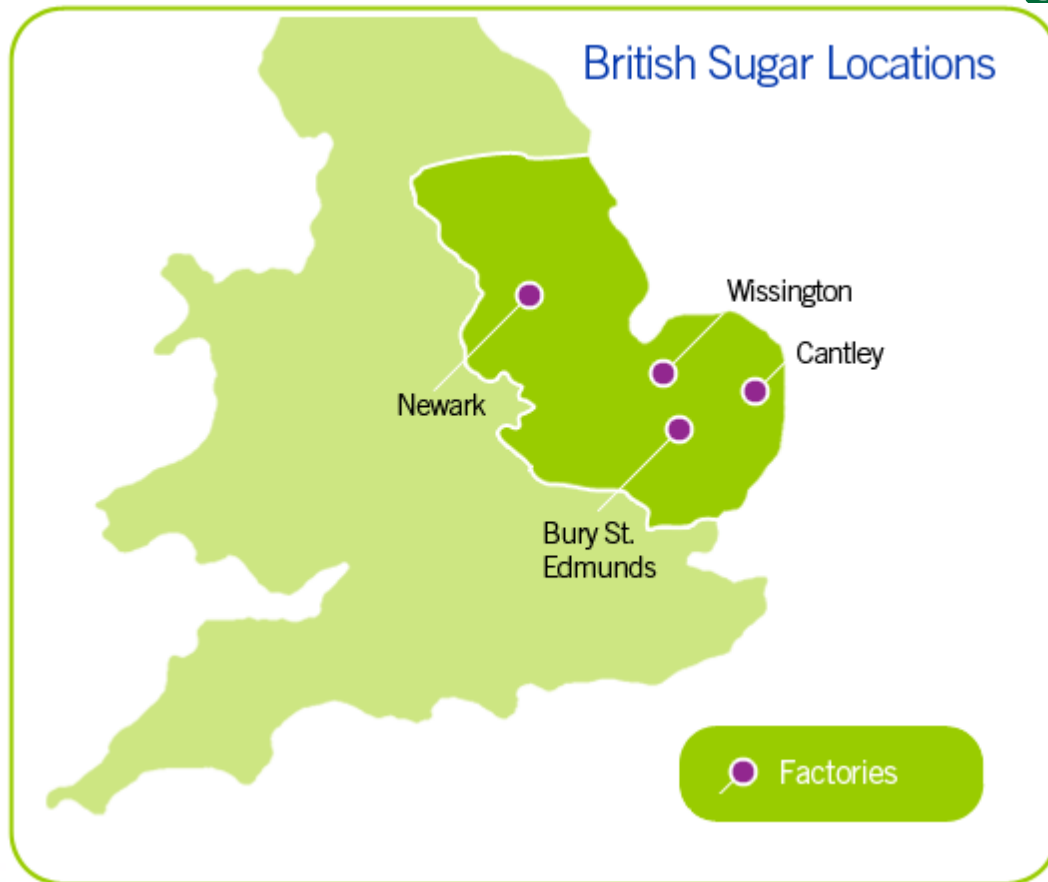 British Sugar Locations
Wissington
Cantley
Newark
Bury St.
Edmunds
Factories